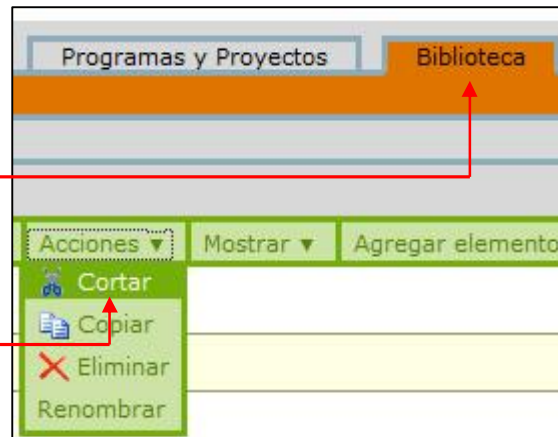 Programas y Proyectos Biblioteca
Acciones ▼ Mostrar ▼ Agregar elemento
Cortar
Copiar
Eliminar
Renombrar